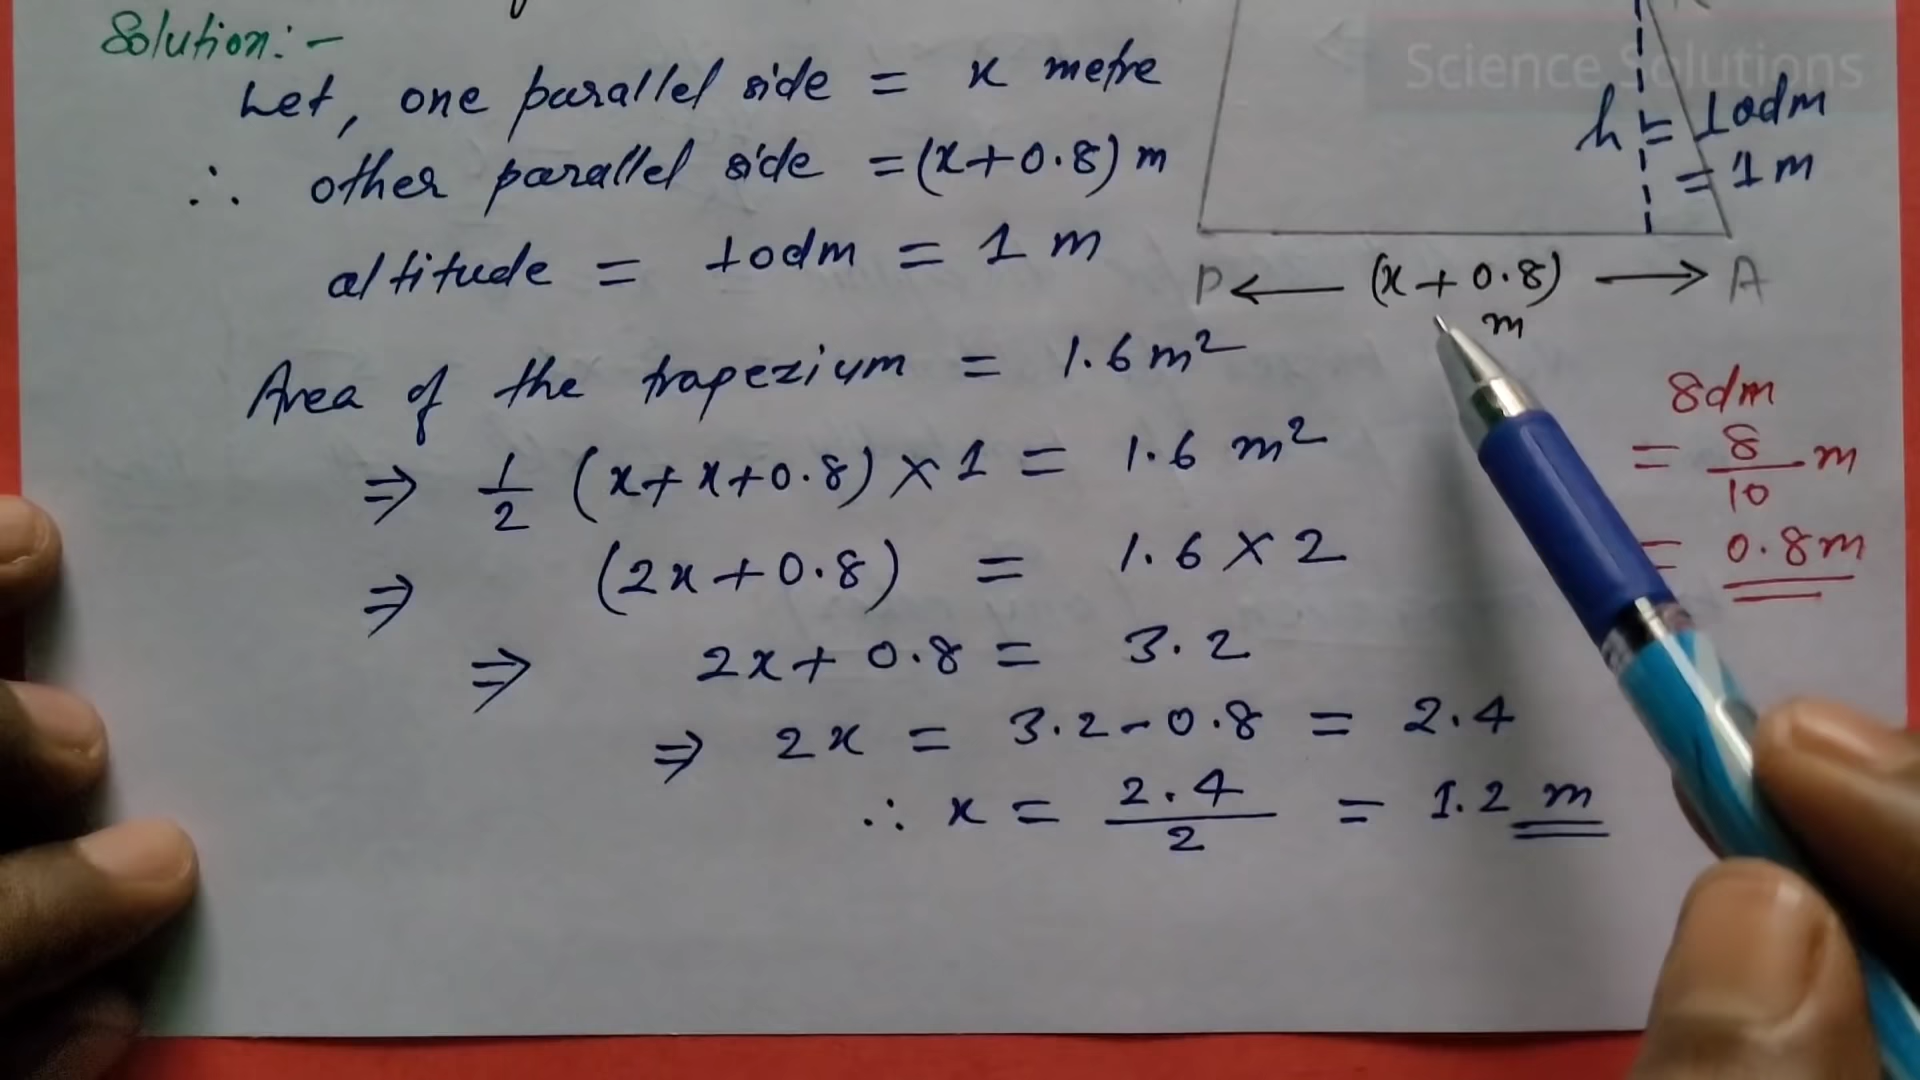 Solution:-
Let, one parallel side = x metre
∴ other parallel side = (x+0.8) m
altitude = 10dm = 1 m
Area of the trapezium = 1.6 m²
⇒ 1/2 (x+x+0.8) × 1 = 1.6 m²
⇒ (2x+0.8) = 1.6 × 2
⇒ 2x+0.8 = 3.2
⇒ 2x = 3.2-0.8 = 2.4
∴ x = 2.4/2 = 1.2 m
Science Solutions
h = 10dm
= 1m
P ← (x+0.8) → A
m
8dm
= 8/10 m
= 0.8m